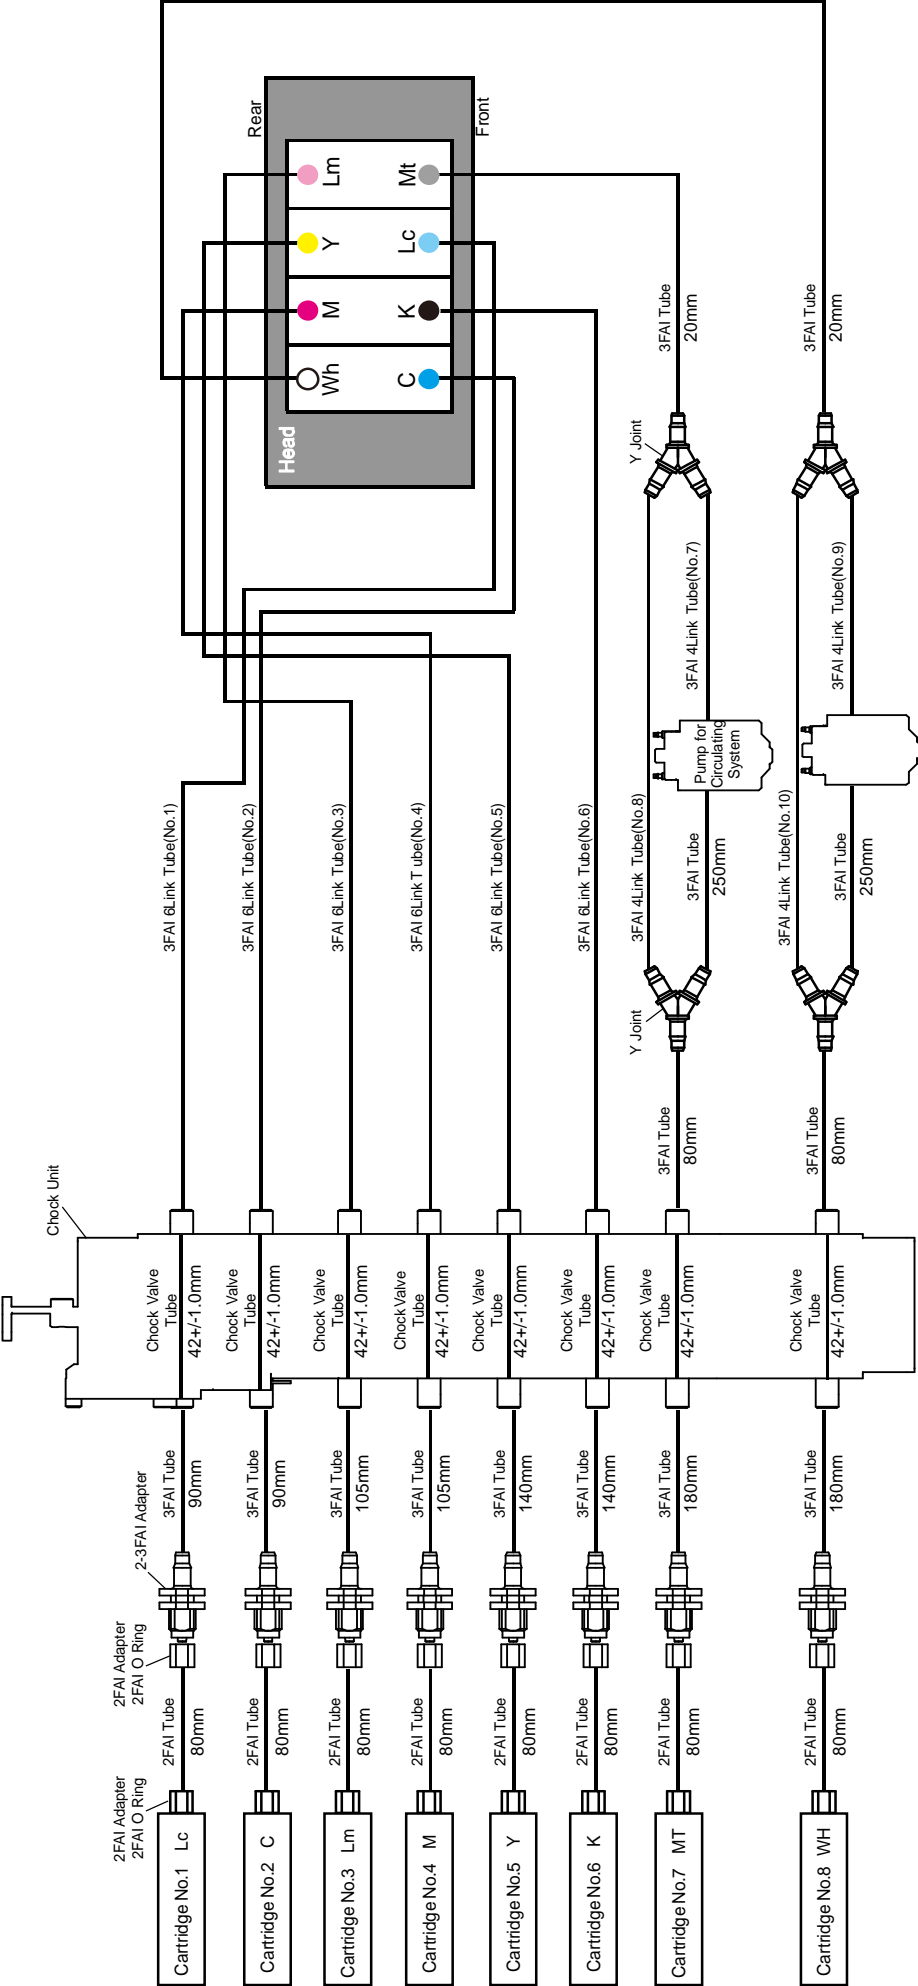 Rear
Front
Head
Wh
M
Y
Lm
C
K
Lc
Mt
3FAI Tube
20mm
3FAI Tube
20mm
Y Joint
3FAI 4Link Tube(No.7)
3FAI 4Link Tube(No.9)
Pump for
Circulating
System
3FAI 6Link Tube(No.1)
3FAI 6Link Tube(No.2)
3FAI 6Link Tube(No.3)
3FAI 6LinkT ube(No.4)
3FAI 6Link Tube(No.5)
3FAI 6Link Tube(No.6)
3FAI 4Link Tube(No.8)
3FAI Tube
250mm
3FAI 4Link Tube(No.10)
3FAI Tube
250mm
Y Joint
3FAI Tube
80mm
3FAI Tube
80mm
Chock Unit
Chock Valve
Tube
42+/-1.0mm
Chock Valve
Tube
42+/-1.0mm
Chock Valve
Tube
42+/-1.0mm
ChockValve
Tube
42+/-1.0mm
Chock Valve
Tube
42+/-1.0mm
Chock Valve
Tube
42+/-1.0mm
Chock Valve
Tube
42+/-1.0mm
Chock Valve
Tube
42+/-1.0mm
2-3FAI Adapter
3FAI Tube
90mm
3FAI Tube
90mm
3FAI Tube
105mm
3FAI Tube
105mm
3FAI Tube
140mm
3FAI Tube
140mm
3FAI Tube
180mm
3FAI Tube
180mm
2FAI Adapter
2FAI O Ring
2FAI Tube
80mm
2FAI Tube
80mm
2FAI Tube
80mm
2FAI Tube
80mm
2FAI Tube
80mm
2FAI Tube
80mm
2FAI Tube
80mm
2FAI Tube
80mm
2FAI Adapter
2FAI O Ring
Cartridge No.1 Lc
Cartridge No.2 C
Cartridge No.3 Lm
Cartridge No.4 M
Cartridge No.5 Y
Cartridge No.6 K
Cartridge No.7 MT
Cartridge No.8 WH